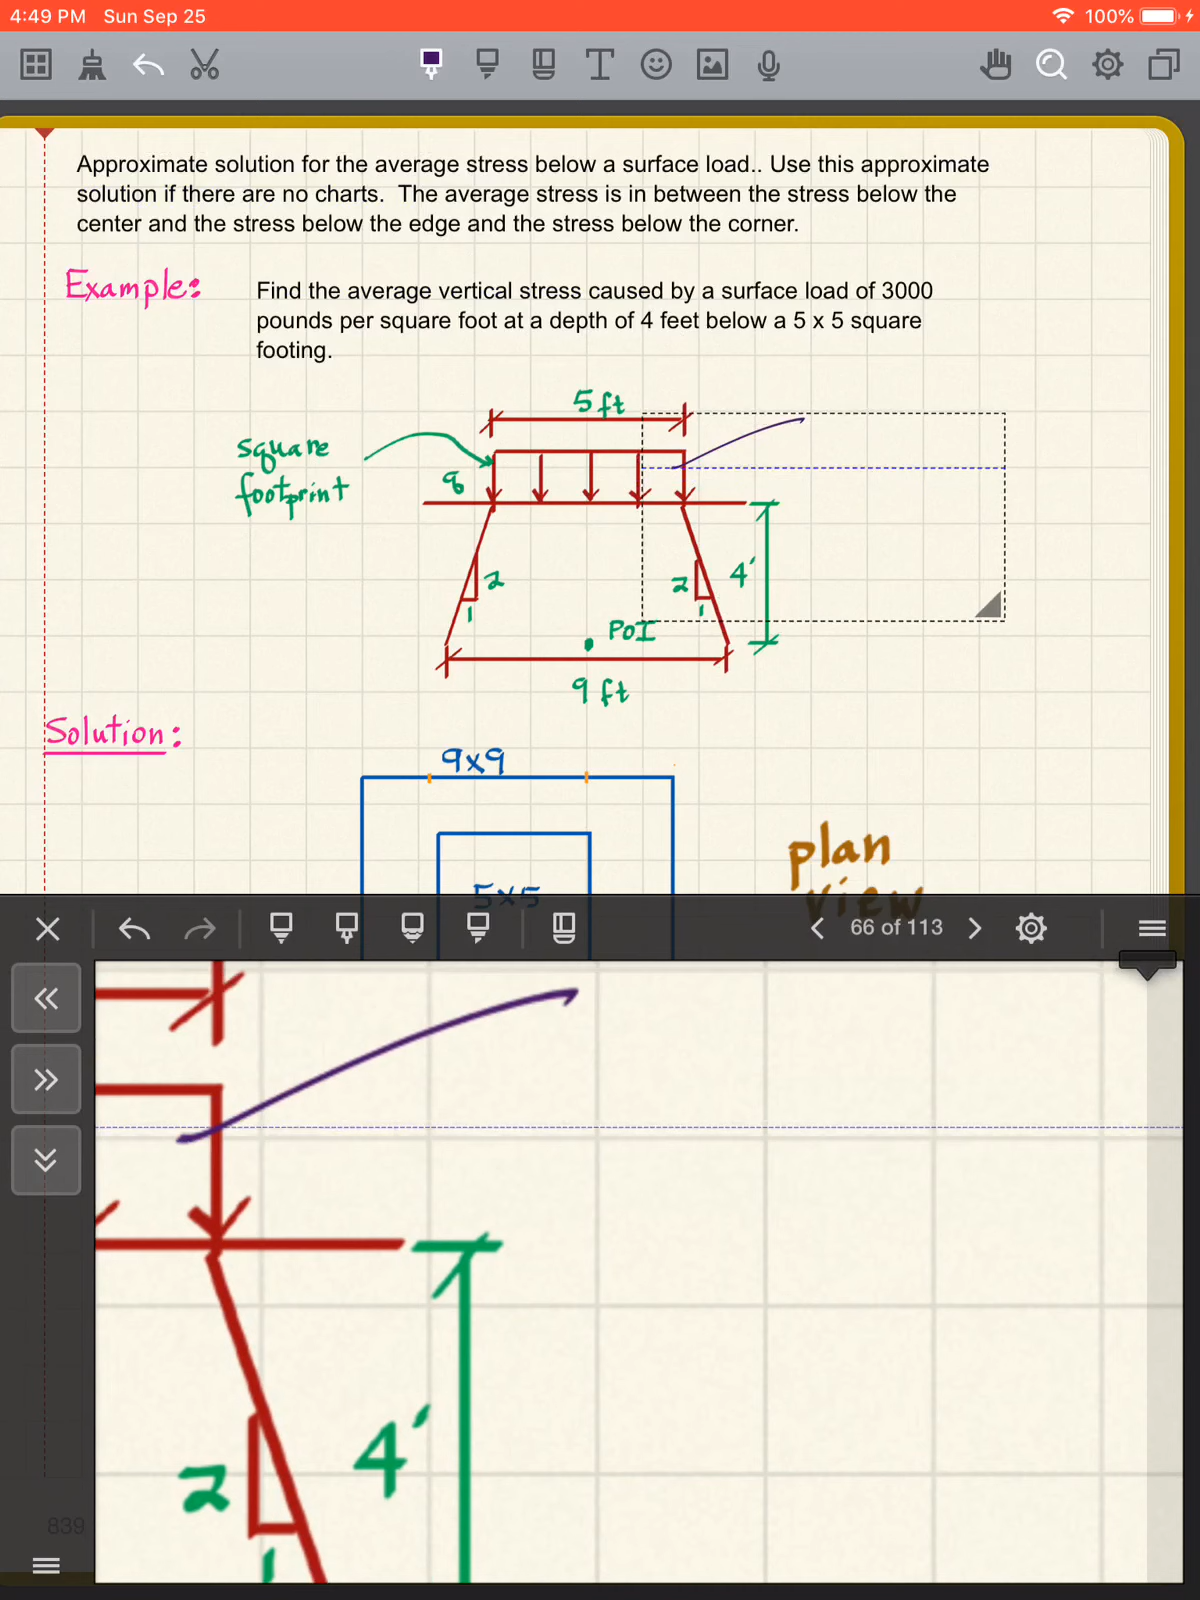 4:49 PM Sun Sep 25
100%
Approximate solution for the average stress below a surface load.. Use this approximate
solution if there are no charts. The average stress is in between the stress below the
center and the stress below the edge and the stress below the corner.
Example:
Find the average vertical stress caused by a surface load of 3000
pounds per square foot at a depth of 4 feet below a 5 x 5 square
footing.
5 ft
square
footprint
q
2
1
2
1
4'
POI
9 ft
Solution:
9x9
5x5
plan
view
66 of 113
4'
2
1
839